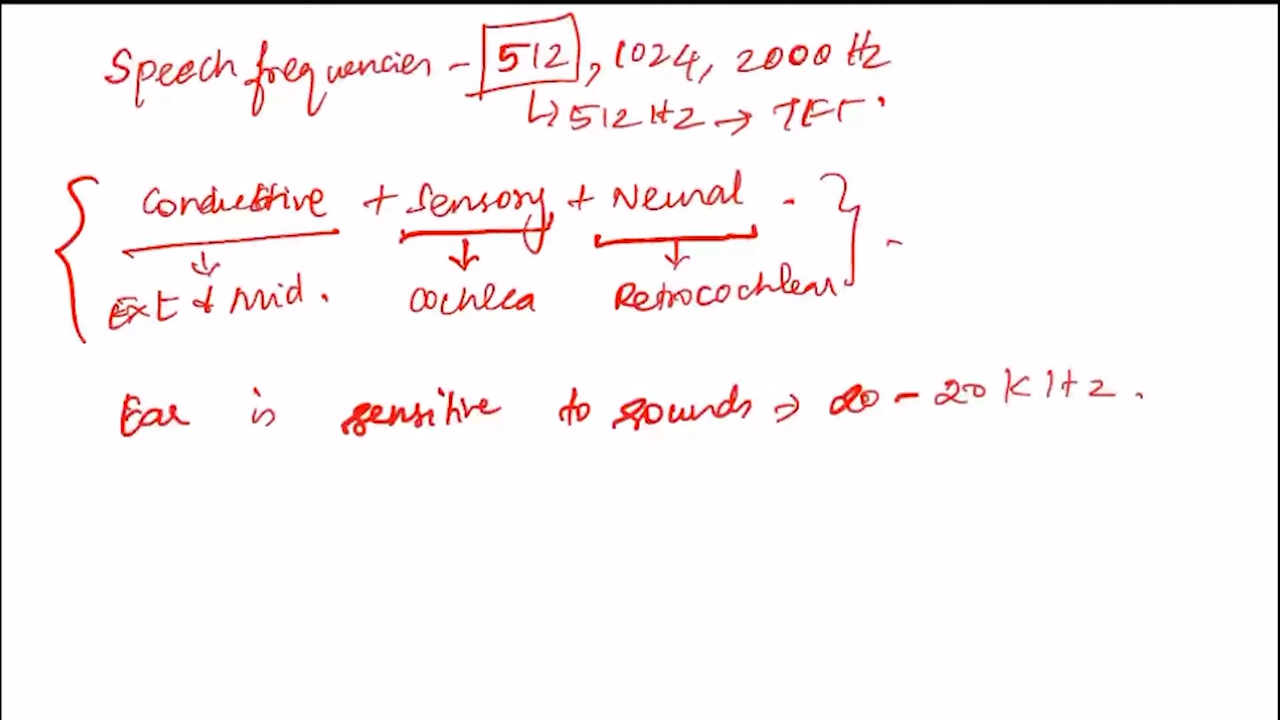 Speech frequencies - 512, 1024, 2000 Hz
↳ 512 Hz → TFT.
{ Conductive + Sensory + Neural . } -
↓ ↓ ↓
Ext & Mid. Cochlea Retrocochlear
Ear is sensitive to sounds ⇒ 20 - 20 KHz.